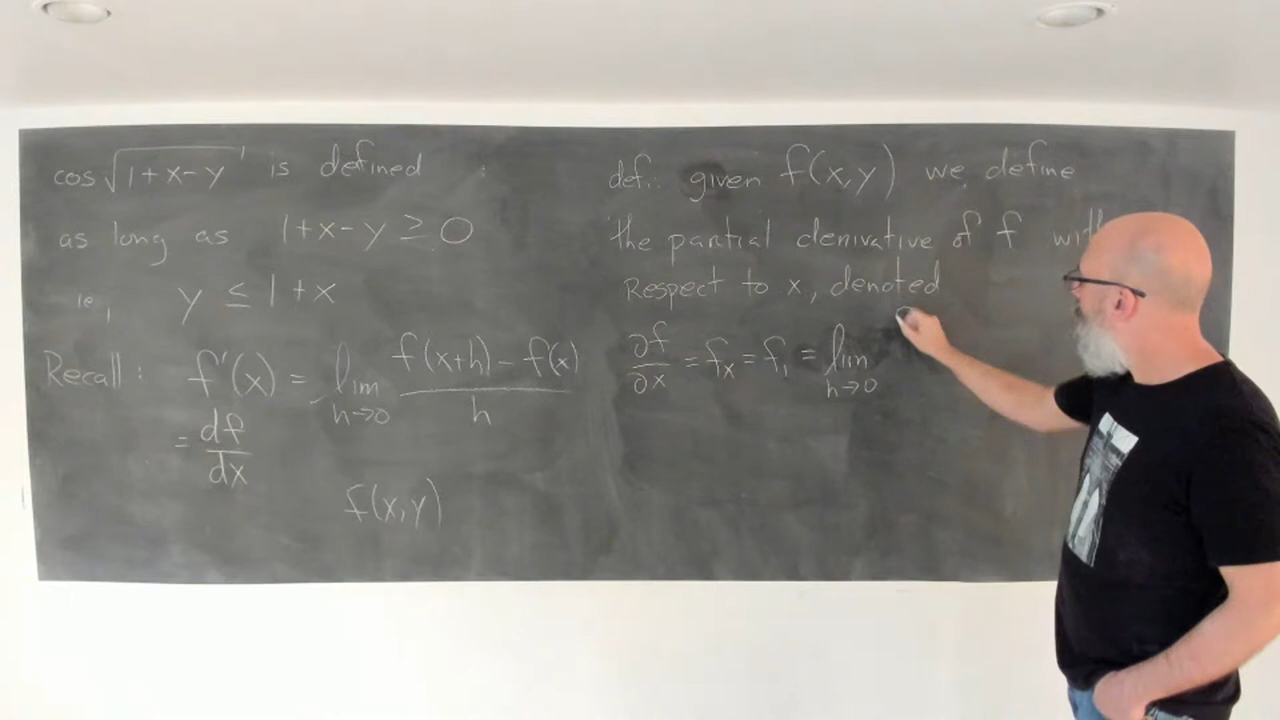 cos √1+x-y is defined
as long as 1+x-y ≥ 0
ie, y ≤ 1+x
Recall: f'(x) = lim h→0 f(x+h) - f(x) / h
= df/dx
f(x,y)
def.: given f(x,y) we define
the partial derivative of f with
Respect to x, denoted
∂f/∂x = fx = f1 = lim h→0